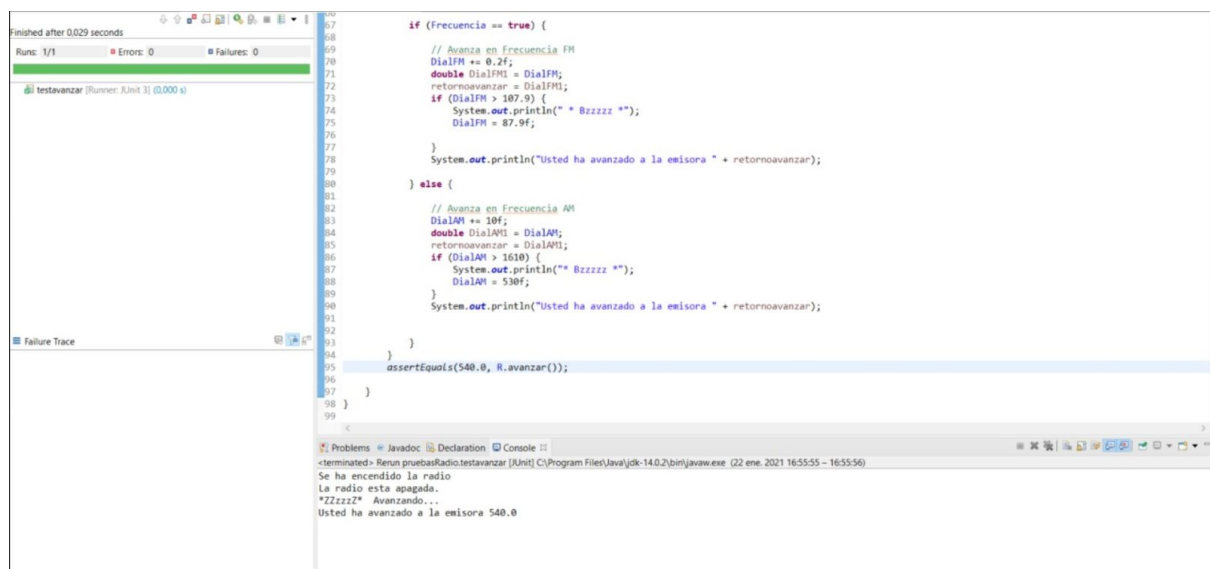 Finished after 0,029 seconds
Runs: 1/1
Errors: 0
Failures: 0
testavanzar [Runner: JUnit 3] (0,000 s)
Failure Trace
67 if (Frecuencia == true) {
68
69 // Avanza en Frecuencia FM
70 DialFM += 0.2f;
71 double DialFM1 = DialFM;
72 retornoavanzar = DialFM1;
73 if (DialFM > 107.9) {
74 System.out.println(" * Bzzzzz *");
75 DialFM = 87.9f;
76
77 }
78 System.out.println("Usted ha avanzado a la emisora " + retornoavanzar);
79
80 } else {
81
82 // Avanza en Frecuencia AM
83 DialAM += 10f;
84 double DialAM1 = DialAM;
85 retornoavanzar = DialAM1;
86 if (DialAM > 1610) {
87 System.out.println("* Bzzzzz *");
88 DialAM = 530f;
89 }
90 System.out.println("Usted ha avanzado a la emisora " + retornoavanzar);
91
92
93 }
94 }
95 assertEquals(540.0, R.avanzar());
96
97 }
98 }
99
Problems Javadoc Declaration Console
<terminated> Rerun pruebasRadio.testavanzar [JUnit] C:\Program Files\Java\jdk-14.0.2\bin\javaw.exe (22 ene. 2021 16:55:55 – 16:55:56)
Se ha encendido la radio
La radio esta apagada.
*ZZzzzZ* Avanzando...
Usted ha avanzado a la emisora 540.0